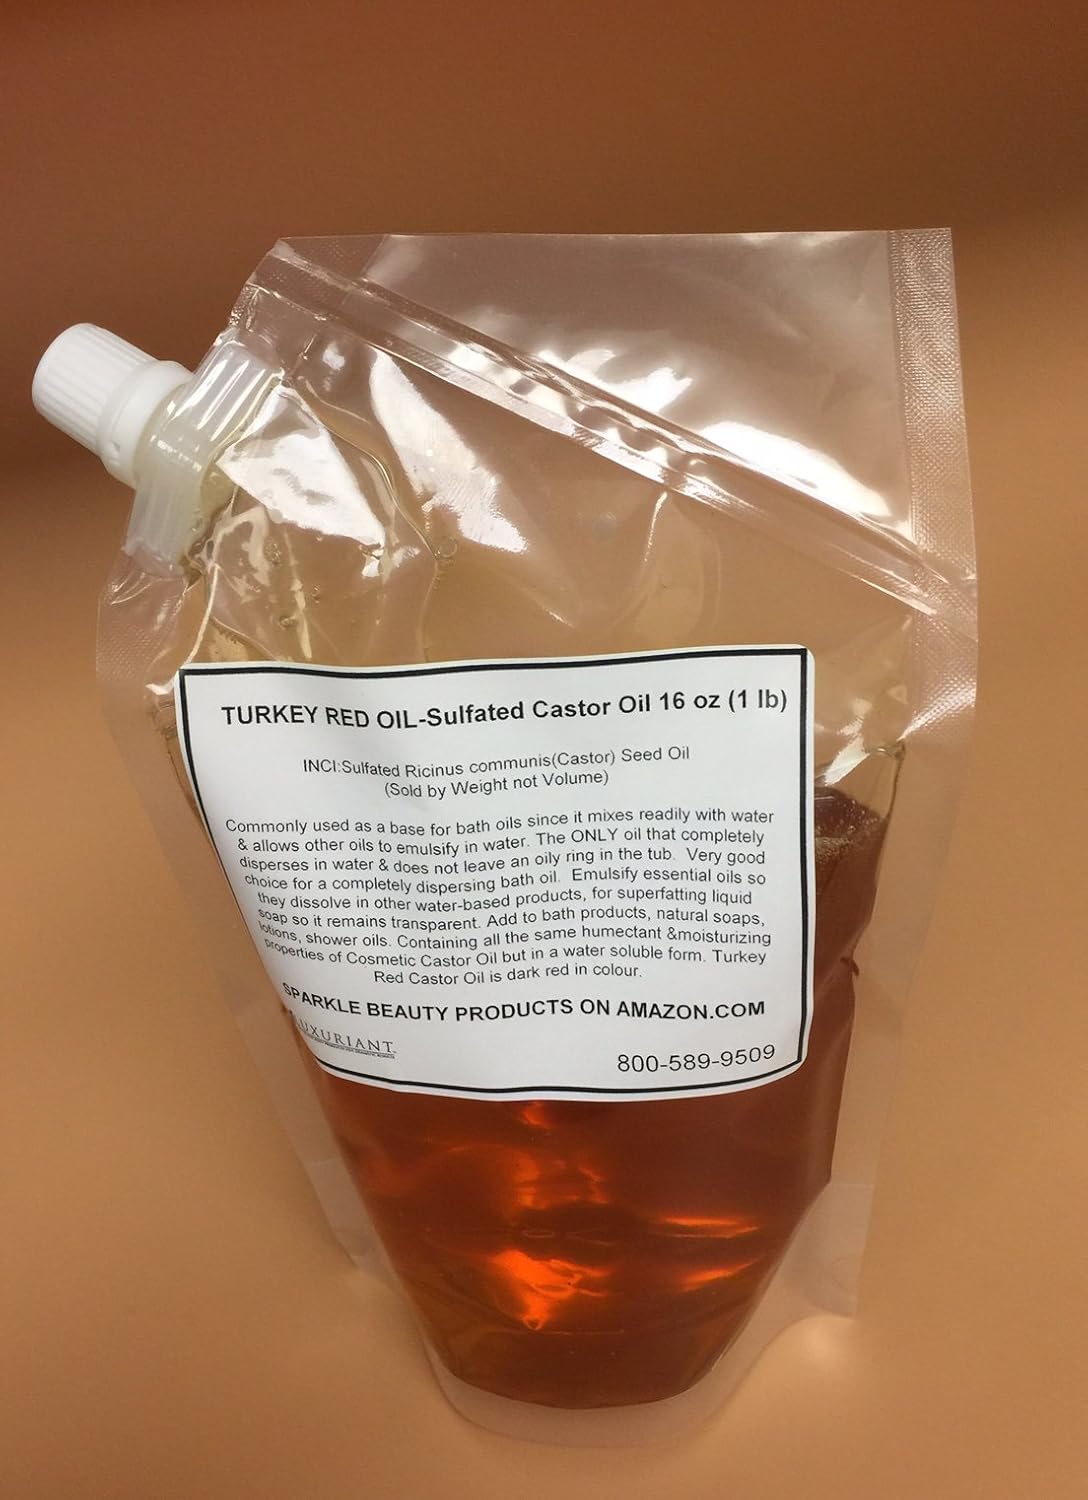 TURKEY RED OIL-Sulfated Castor Oil 16 oz (1 lb)
INCI:Sulfated Ricinus communis(Castor) Seed Oil
(Sold by Weight not Volume)
Commonly used as a base for bath oils since it mixes readily with water
& allows other oils to emulsify in water. The ONLY oil that completely
disperses in water & does not leave an oily ring in the tub. Very good
choice for a completely dispersing bath oil. Emulsify essential oils so
they dissolve in other water-based products, for superfatting liquid
soap so it remains transparent. Add to bath products, natural soaps,
lotions, shower oils. Containing all the same humectant &moisturizing
properties of Cosmetic Castor Oil but in a water soluble form. Turkey
Red Castor Oil is dark red in colour.
SPARKLE BEAUTY PRODUCTS ON AMAZON.COM
LUXURIANT
800-589-9509